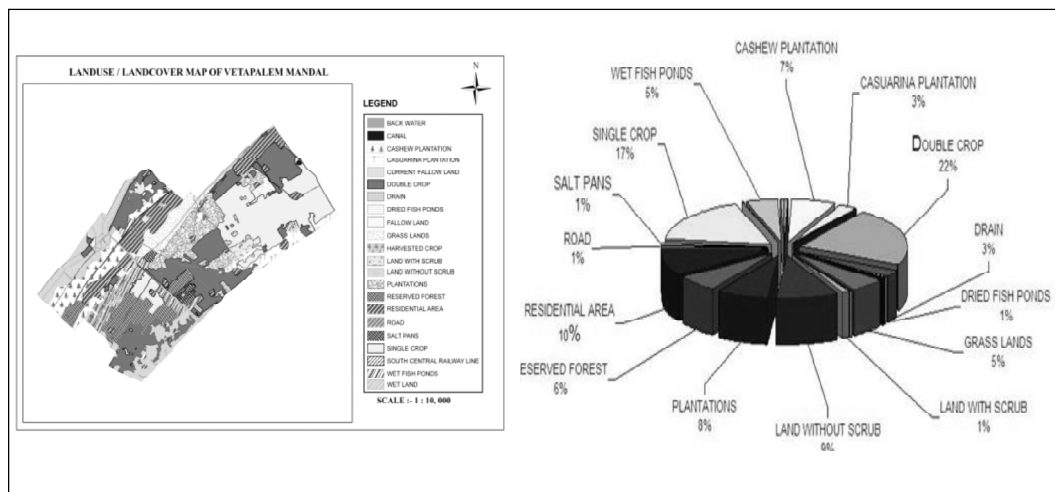 LANDUSE / LANDCOVER MAP OF VETAPALEM MANDAL
N
LEGEND
BACK WATER
CANAL
CASHEW PLANTATION
CASUARINA PLANTATION
CURRENT FALLOW LAND
DOUBLE CROP
DRAIN
DRIED FISH PONDS
FALLOW LAND
GRASS LANDS
HARVESTED CROP
LAND WITH SCRUB
LAND WITHOUT SCRUB
PLANTATIONS
RESERVED FOREST
RESIDENTIAL AREA
ROAD
SALT PANS
SINGLE CROP
SOUTH CENTRAL RAILWAY LINE
WET FISH PONDS
WET LAND
SCALE :- 1 : 10, 000
CASHEW PLANTATION
7%
CASUARINA PLANTATION
3%
DOUBLE CROP
22%
DRAIN
3%
DRIED FISH PONDS
1%
GRASS LANDS
5%
LAND WITH SCRUB
1%
LAND WITHOUT SCRUB
9%
PLANTATIONS
8%
ESERVED FOREST
6%
RESIDENTIAL AREA
10%
ROAD
1%
SALT PANS
1%
SINGLE CROP
17%
WET FISH PONDS